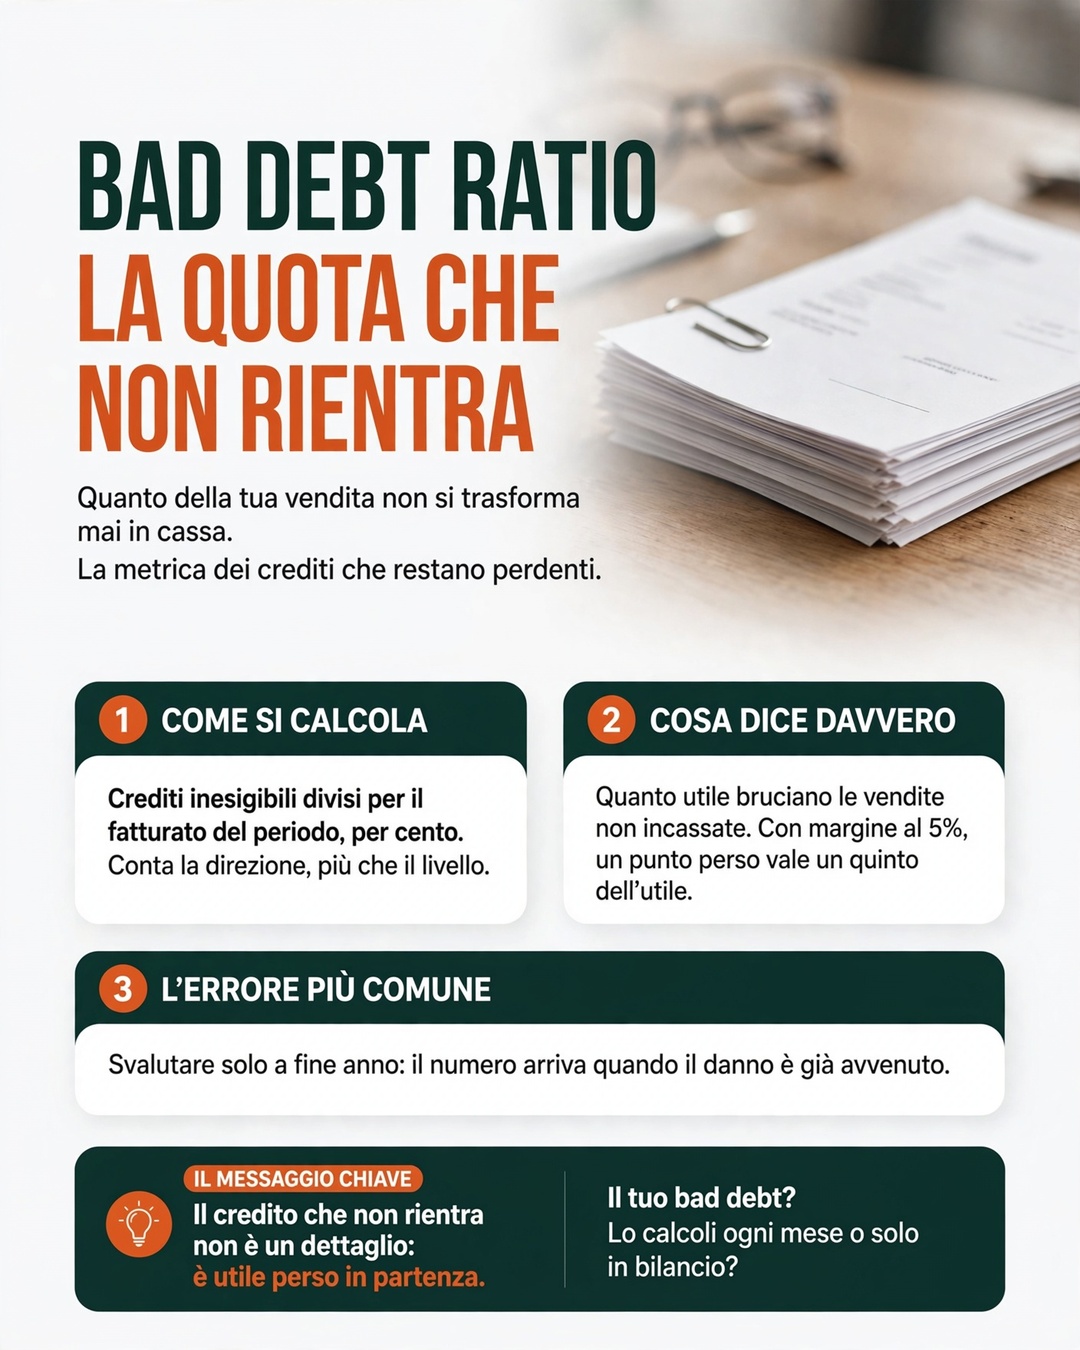 BAD DEBT RATIO
LA QUOTA CHE
NON RIENTRA
Quanto della tua vendita non si trasforma
mai in cassa.
La metrica dei crediti che restano perdenti.
1 COME SI CALCOLA
Crediti inesigibili divisi per il
fatturato del periodo, per cento.
Conta la direzione, più che il livello.
2 COSA DICE DAVVERO
Quanto utile bruciano le vendite
non incassate. Con margine al 5%,
un punto perso vale un quinto
dell'utile.
3 L'ERRORE PIÙ COMUNE
Svalutare solo a fine anno: il numero arriva quando il danno è già avvenuto.
IL MESSAGGIO CHIAVE
Il credito che non rientra
non è un dettaglio:
è utile perso in partenza.
Il tuo bad debt?
Lo calcoli ogni mese o solo
in bilancio?